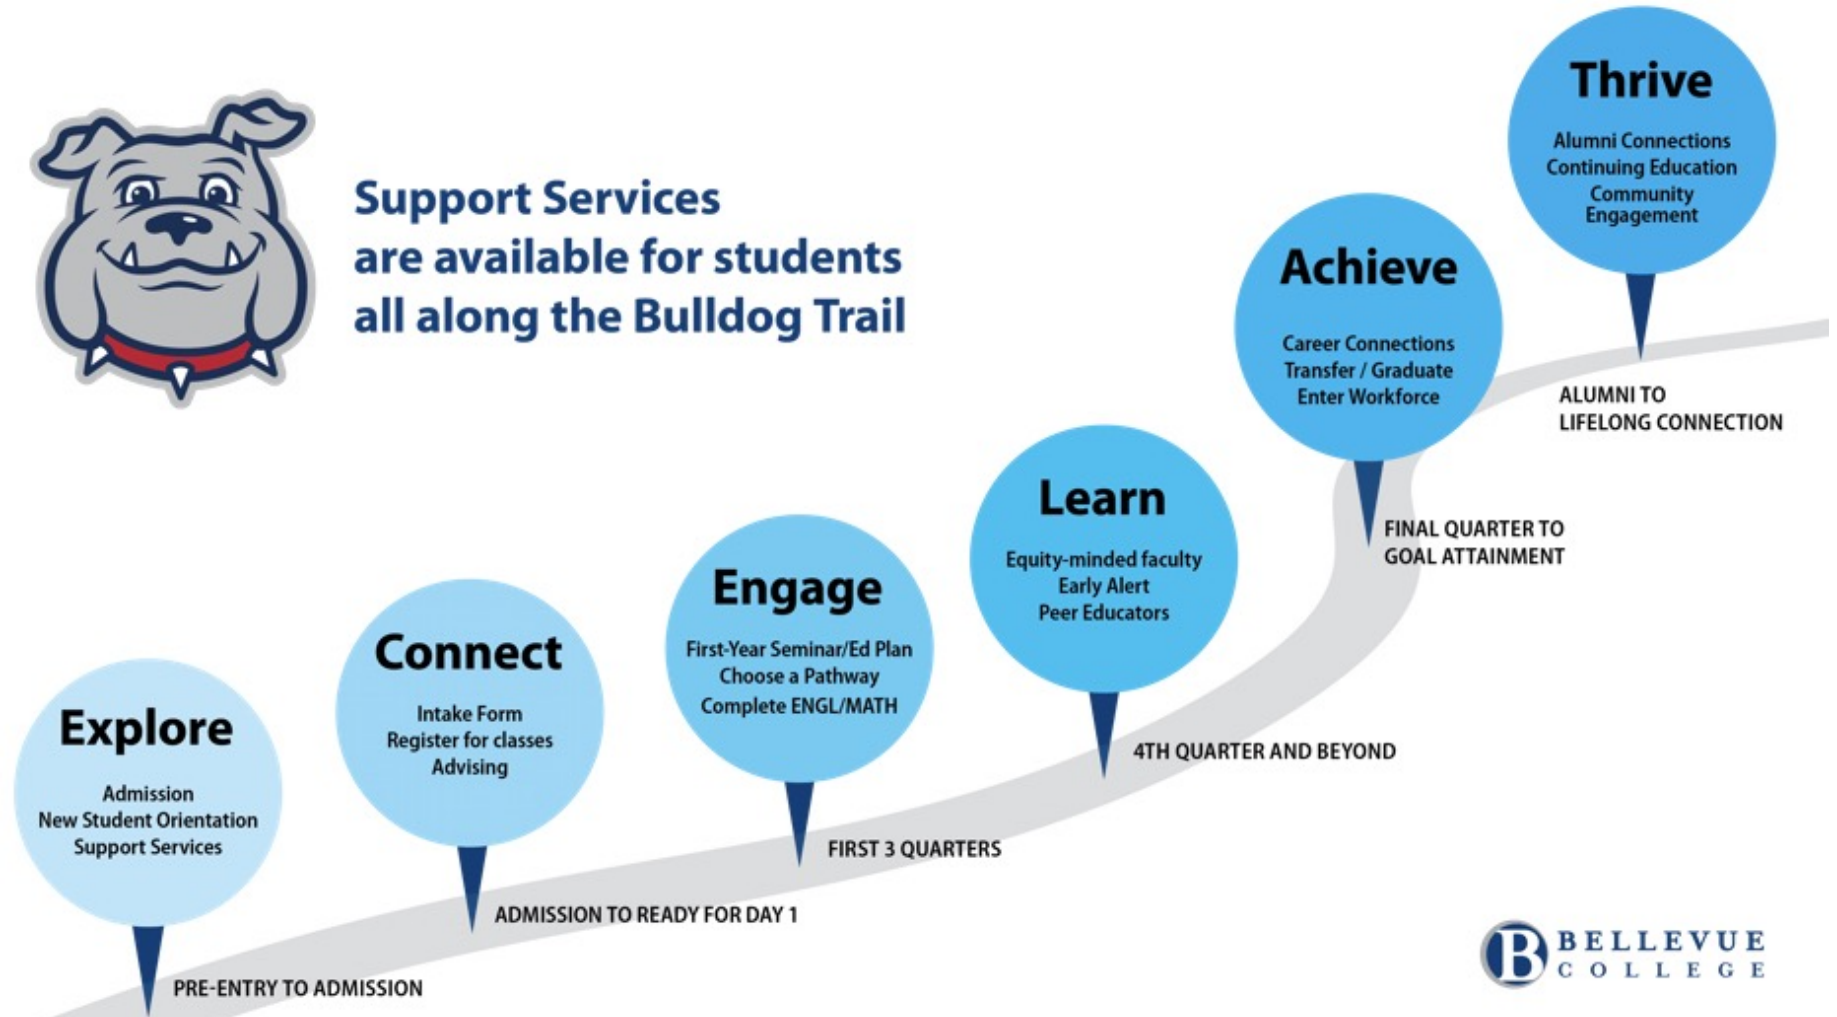 Support Services
are available for students
all along the Bulldog Trail
Explore
Admission
New Student Orientation
Support Services
PRE-ENTRY TO ADMISSION
Connect
Intake Form
Register for classes
Advising
ADMISSION TO READY FOR DAY 1
Engage
First-Year Seminar/Ed Plan
Choose a Pathway
Complete ENGL/MATH
FIRST 3 QUARTERS
Learn
Equity-minded faculty
Early Alert
Peer Educators
4TH QUARTER AND BEYOND
Achieve
Career Connections
Transfer / Graduate
Enter Workforce
FINAL QUARTER TO
GOAL ATTAINMENT
Thrive
Alumni Connections
Continuing Education
Community
Engagement
ALUMNI TO
LIFELONG CONNECTION
B
BELLEVUE
COLLEGE